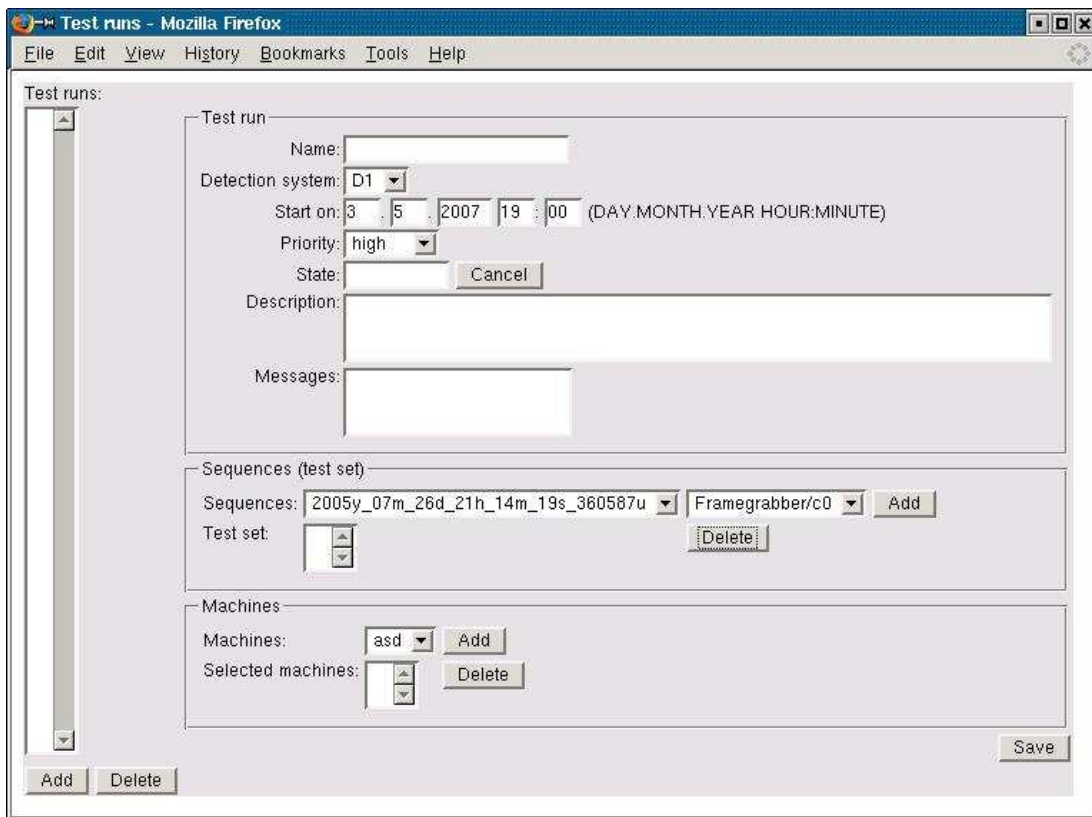 Test runs - Mozilla Firefox
File Edit View History Bookmarks Tools Help
Test runs:
Test run
Name:
Detection system: D1
Start on: 3 . 5 . 2007 19 : 00 (DAY.MONTH.YEAR HOUR:MINUTE)
Priority: high
State: Cancel
Description:
Messages:
Sequences (test set)
Sequences: 2005y_07m_26d_21h_14m_19s_360587u Framegrabber/c0 Add
Test set: Delete
Machines
Machines: asd Add
Selected machines: Delete
Save
Add Delete